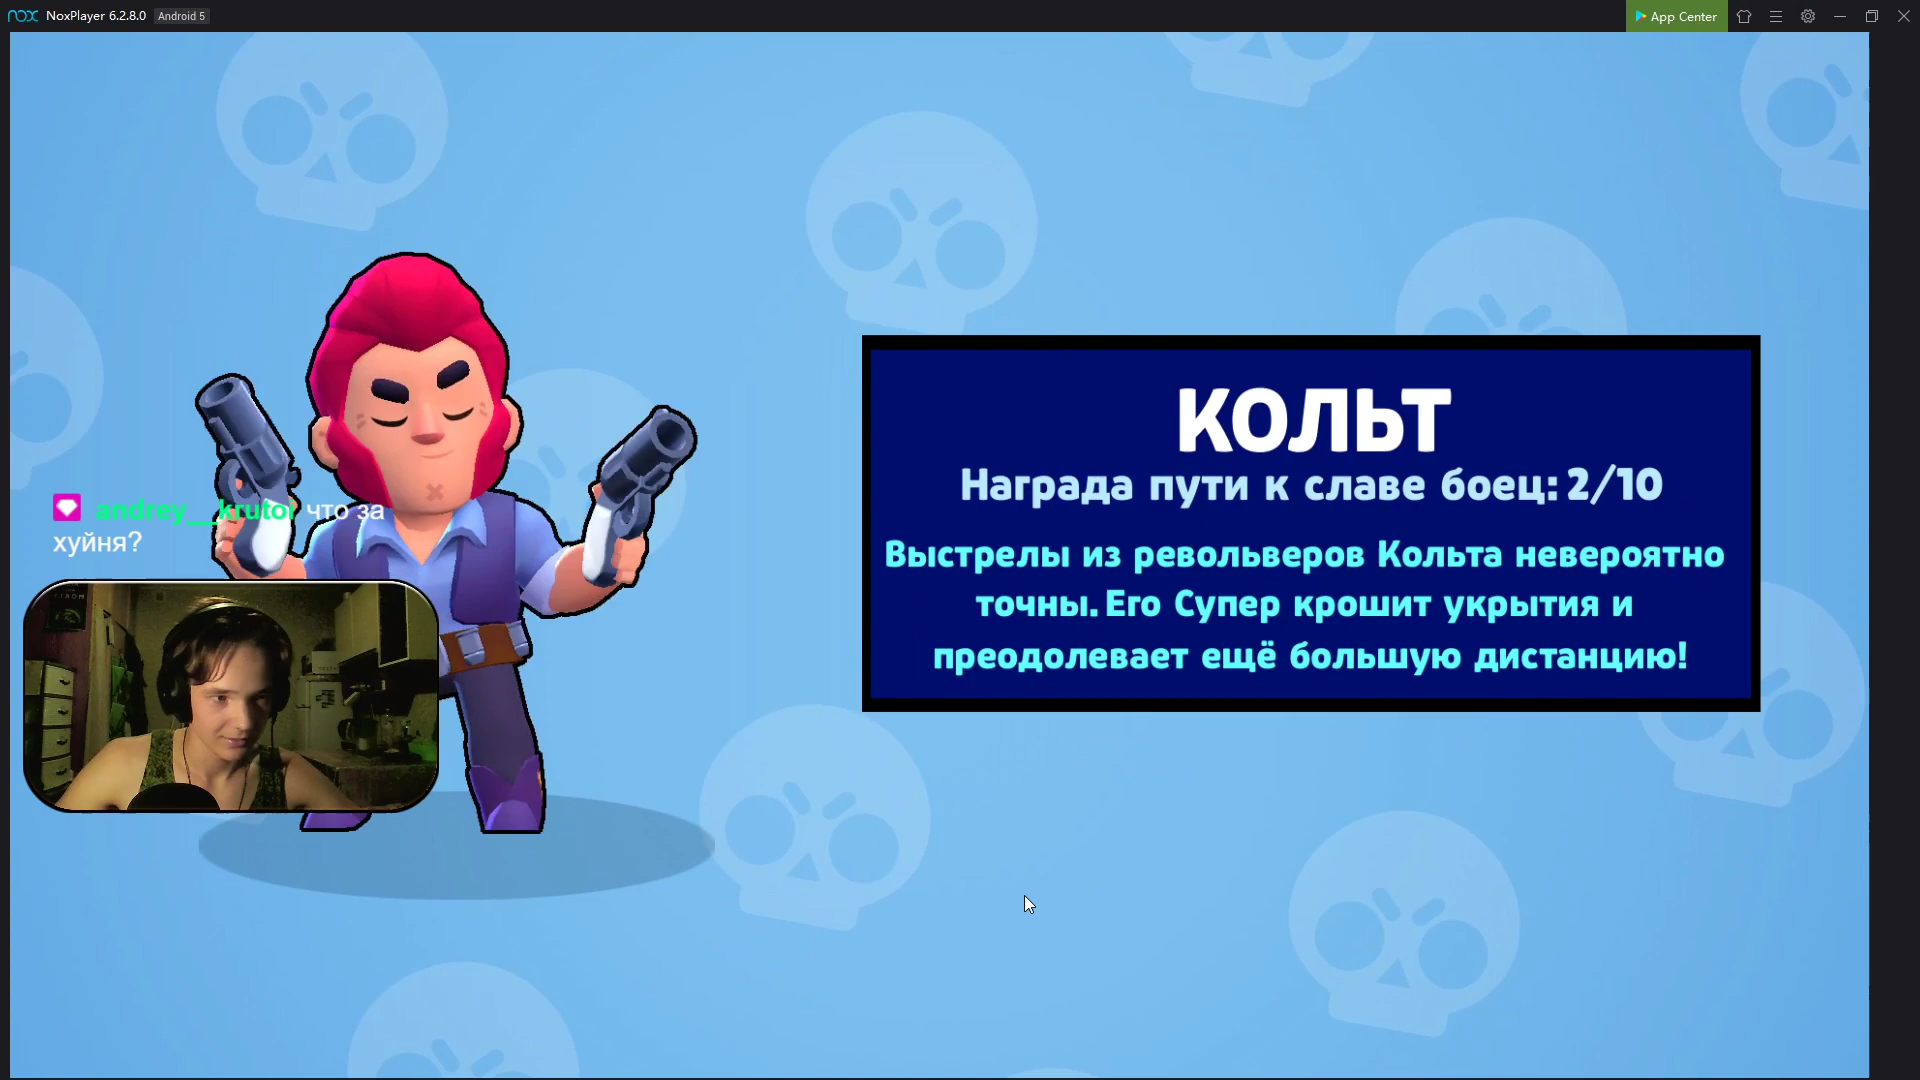 nox NoxPlayer 6.2.8.0 Android 5
App Center
КОЛЬТ
Награда пути к славе боец: 2/10
Выстрелы из револьверов Кольта невероятно
точны. Его Супер крошит укрытия и
преодолевает ещё большую дистанцию!
andrey__krutoi что за
хуйня?